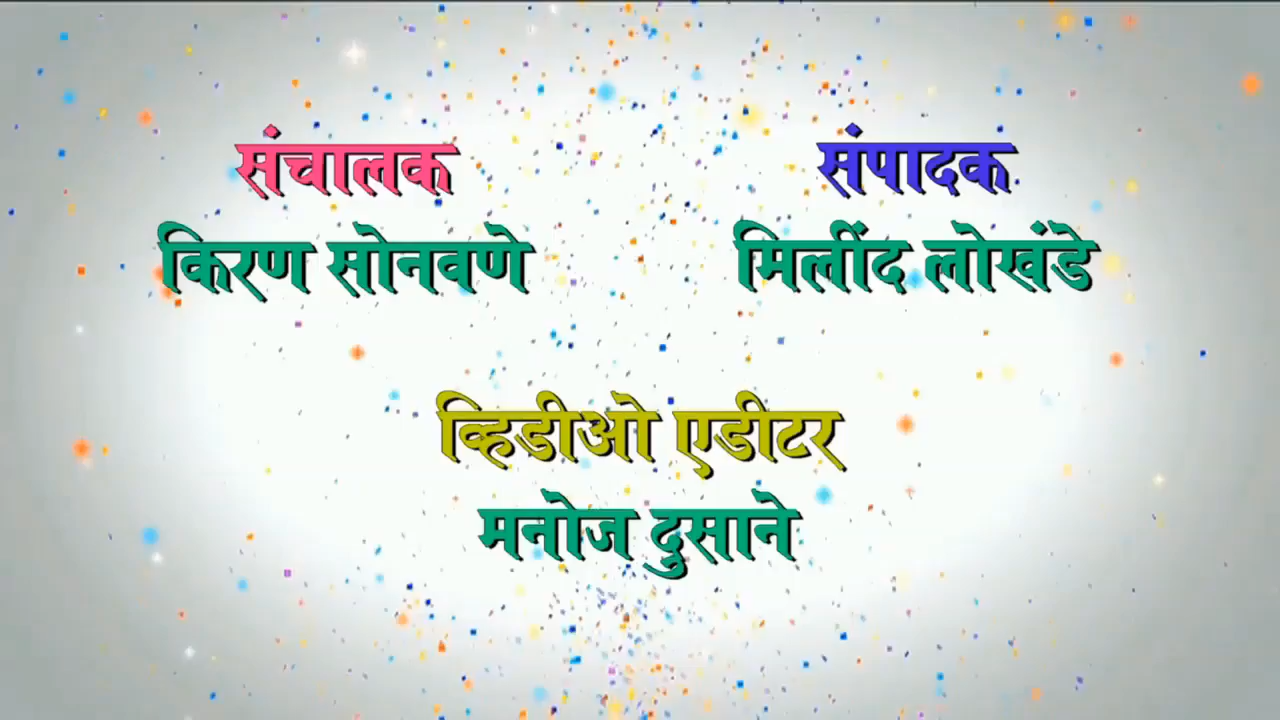 संचालक
किरण सोनवणे
संपादक
मिलींद लोखंडे
व्हिडीओ एडीटर
मनोज दुसाने